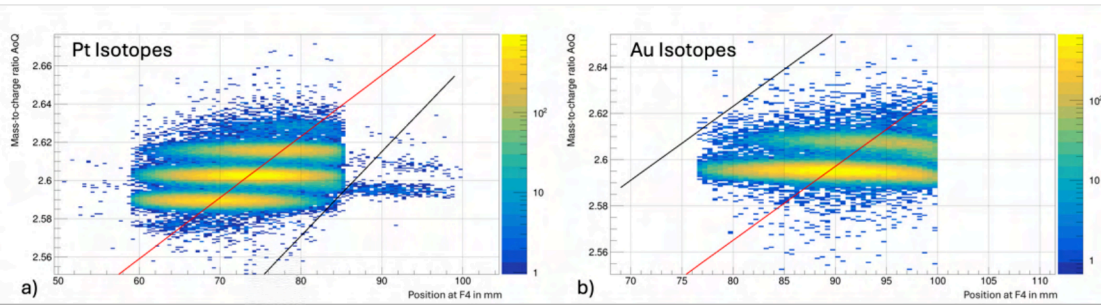 Pt Isotopes
Mass-to-charge ratio AoQ
2.66
2.64
2.62
2.6
2.58
2.56
50 60 70 80 90 100
Position at F4 in mm
10²
10
1
a)
Au Isotopes
Mass-to-charge ratio AoQ
2.64
2.62
2.6
2.58
2.56
70 75 80 85 90 95 100 105 110
Position at F4 in mm
10²
10
1
b)